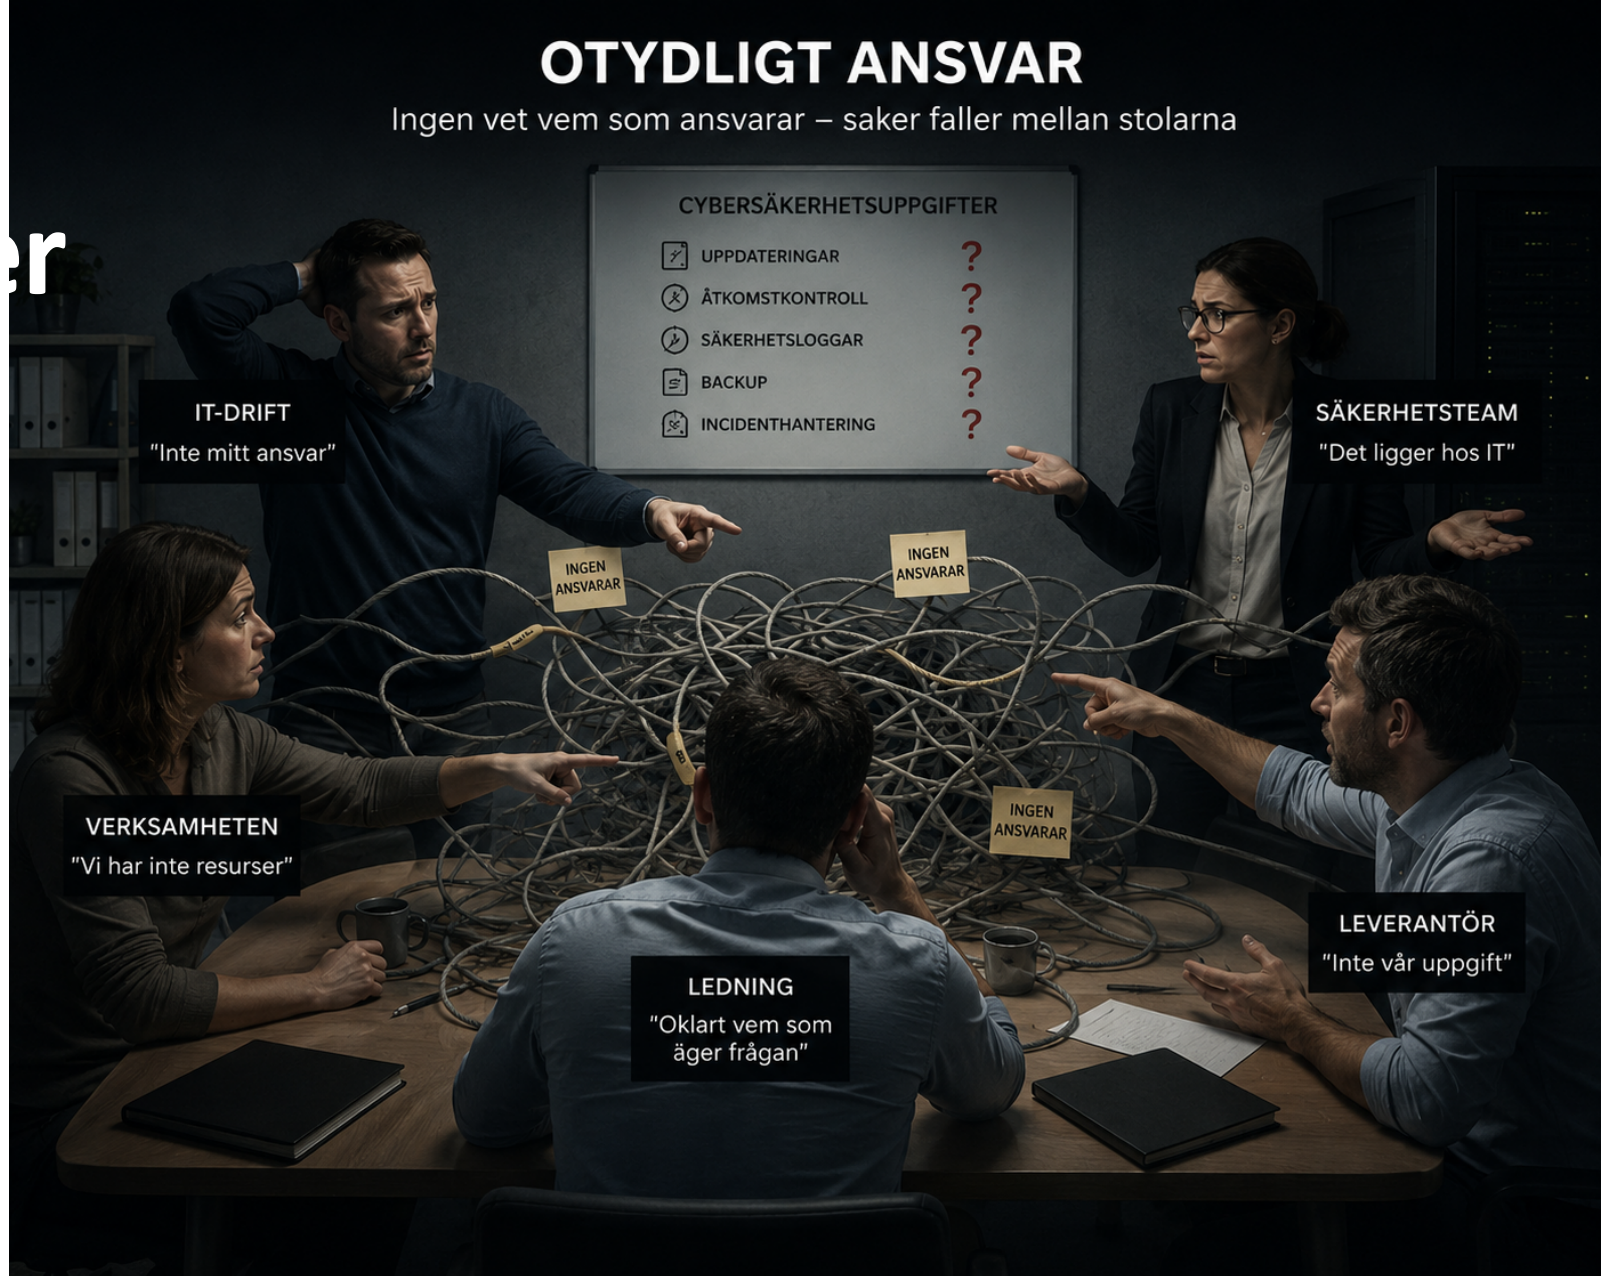 OTYDLIGT ANSVAR
Ingen vet vem som ansvarar – saker faller mellan stolarna
er
CYBERSÄKERHETSUPPGIFTER
UPPDATERINGAR ?
ÅTKOMSTKONTROLL ?
SÄKERHETSLOGGAR ?
BACKUP ?
INCIDENTHANTERING ?
IT-DRIFT
"Inte mitt ansvar"
SÄKERHETSTEAM
"Det ligger hos IT"
INGEN
ANSVARAR
INGEN
ANSVARAR
VERKSAMHETEN
"Vi har inte resurser"
INGEN
ANSVARAR
LEVERANTÖR
"Inte vår uppgift"
LEDNING
"Oklart vem som
äger frågan"